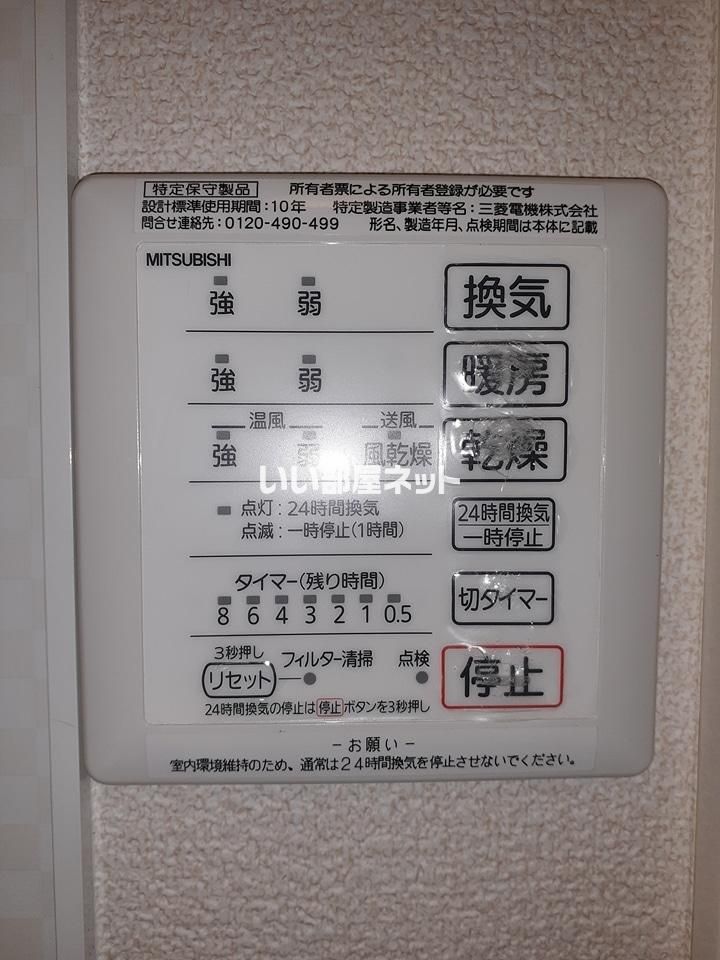 特定保守製品 所有者票による所有者登録が必要です
設計標準使用期間：10年 特定製造事業者等名：三菱電機株式会社
問合せ連絡先：0120-490-499 形名、製造年月、点検期間は本体に記載
MITSUBISHI
強 弱 換気
強 弱 暖房
温風 送風
強 弱 風乾燥 乾燥
いい部屋ネット
点灯：24時間換気
点滅：一時停止(1時間)
24時間換気
一時停止
タイマー(残り時間)
8 6 4 3 2 1 0.5
切タイマー
3秒押し
リセット フィルター清掃 点検
停止
24時間換気の停止は停止ボタンを3秒押し
－お願い－
室内環境維持のため、通常は24時間換気を停止させないでください。